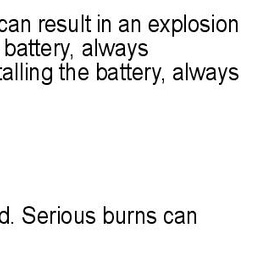 can result in an explosion
battery, always
talling the battery, always
d. Serious burns can